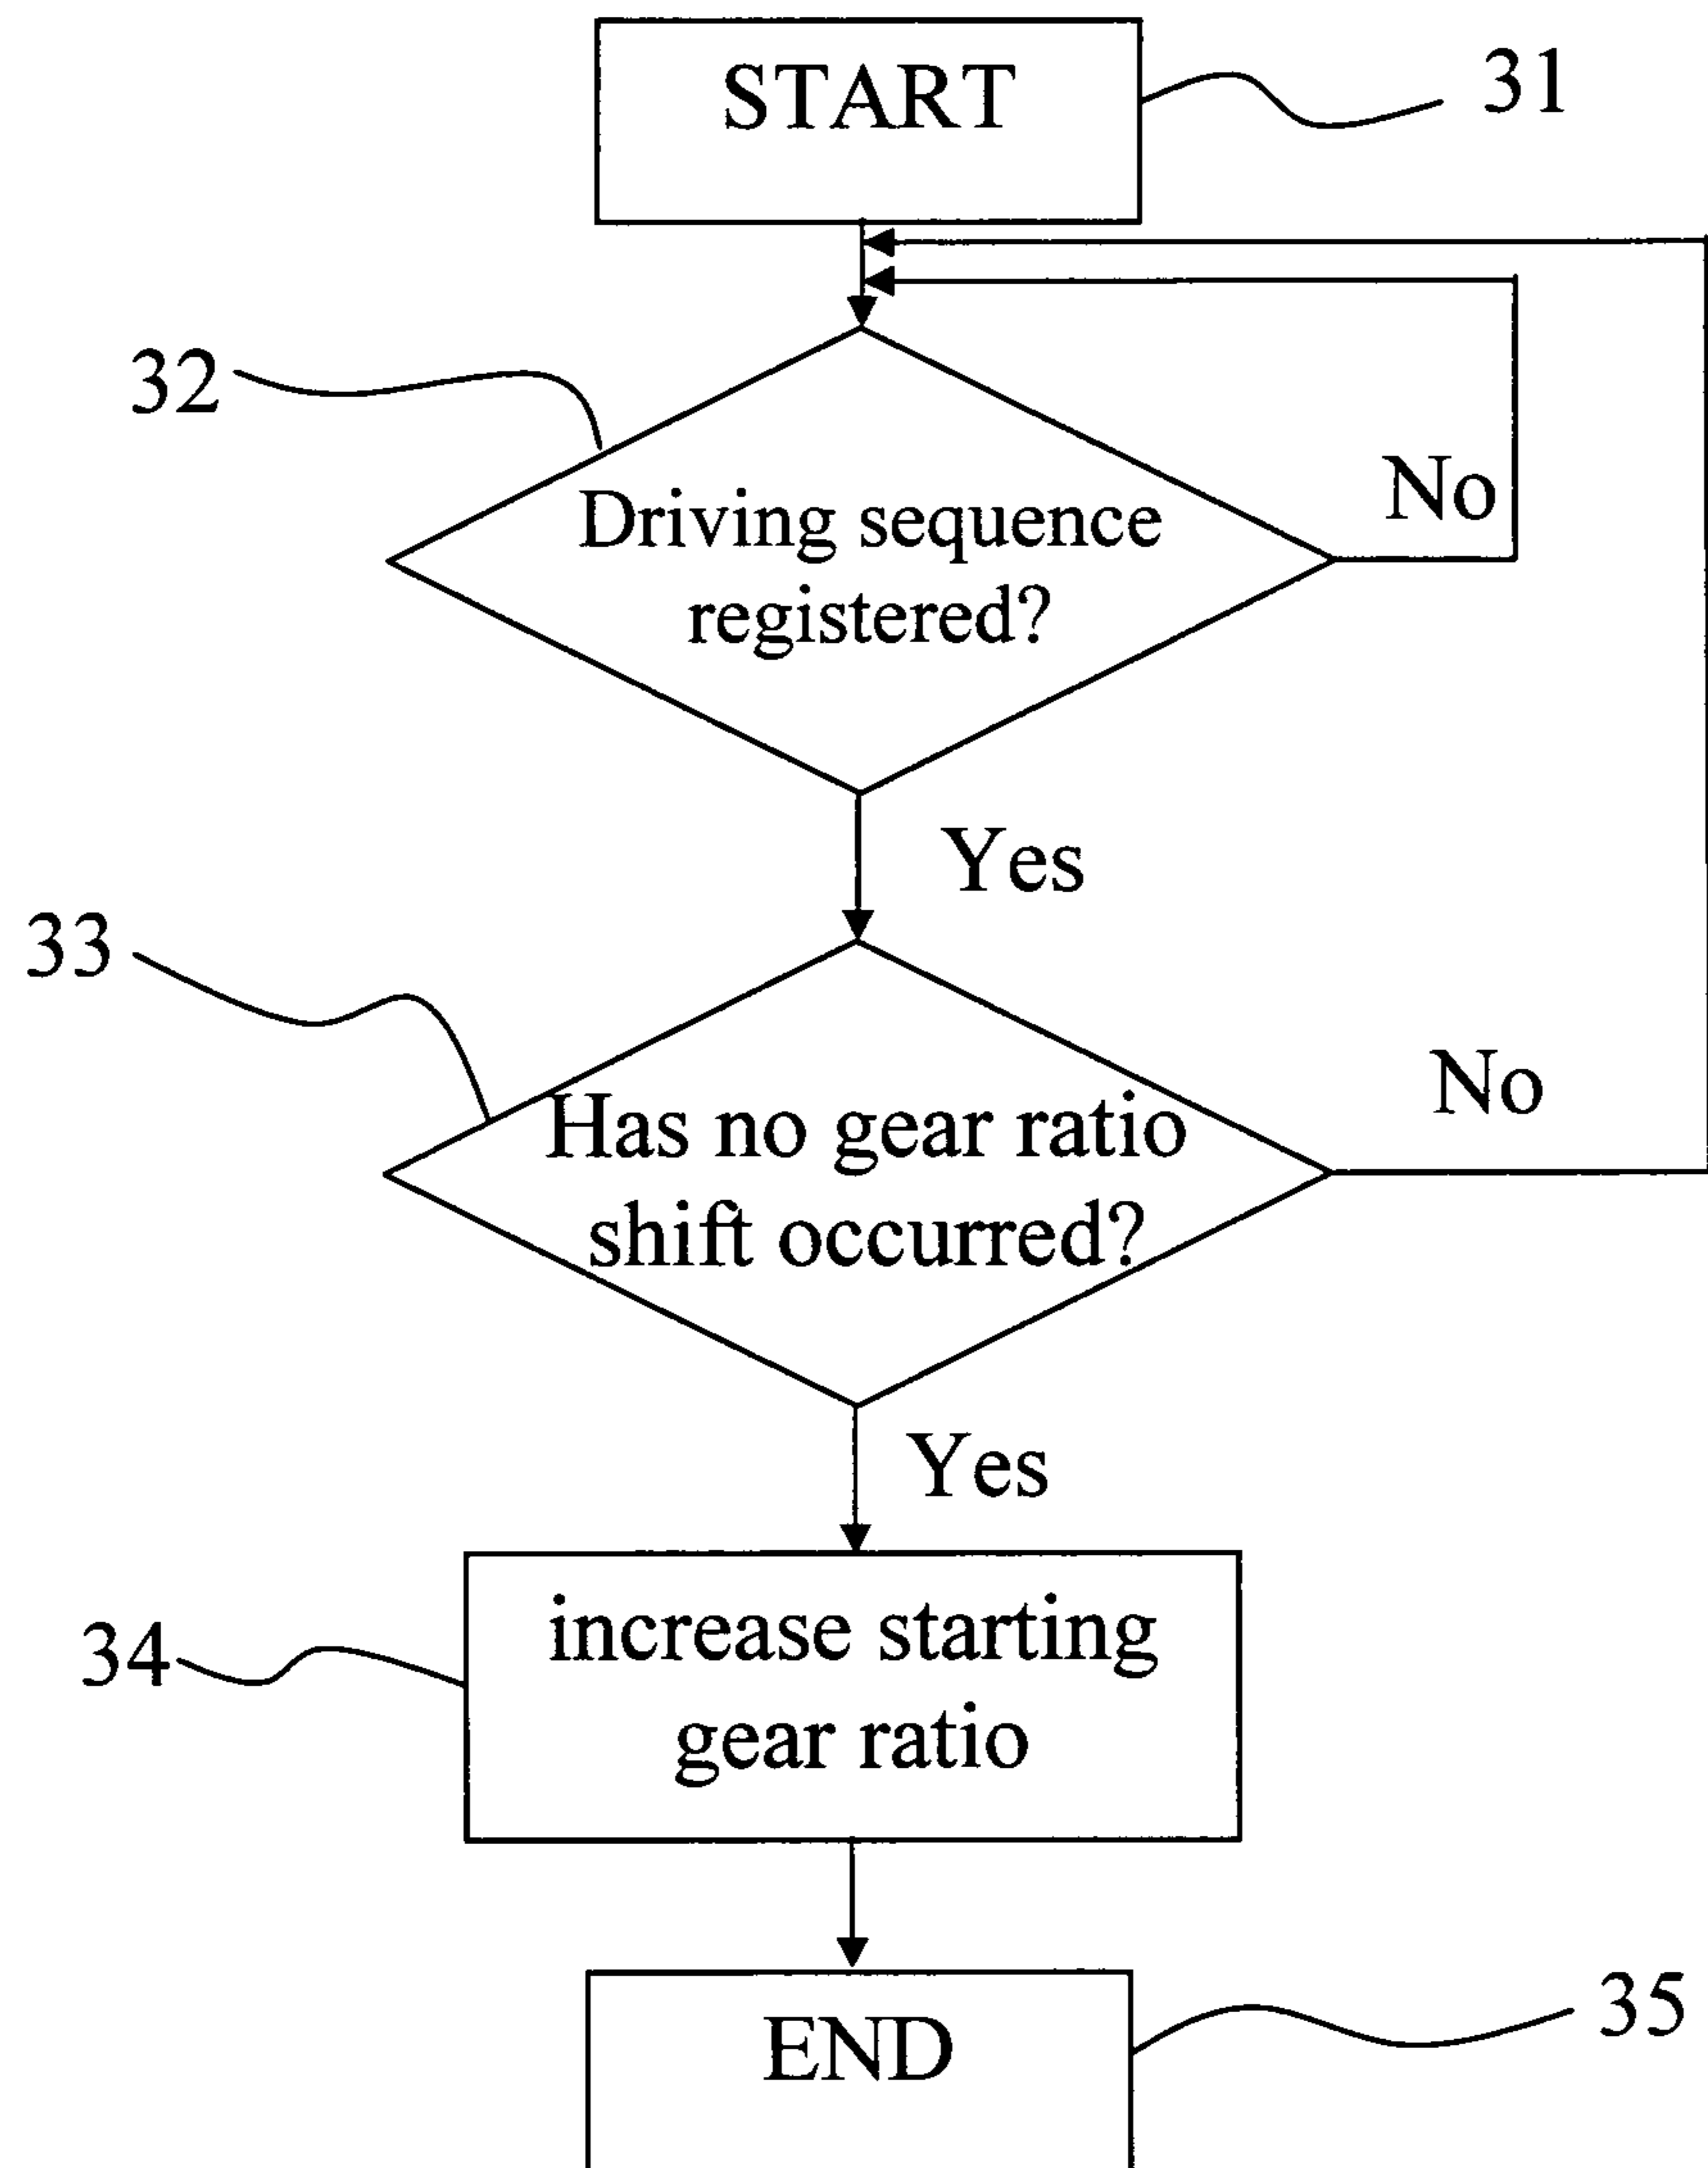 START
31
32
No
Driving sequence
registered?
Yes
33
No
Has no gear ratio
shift occurred?
Yes
34
increase starting
gear ratio
END
35